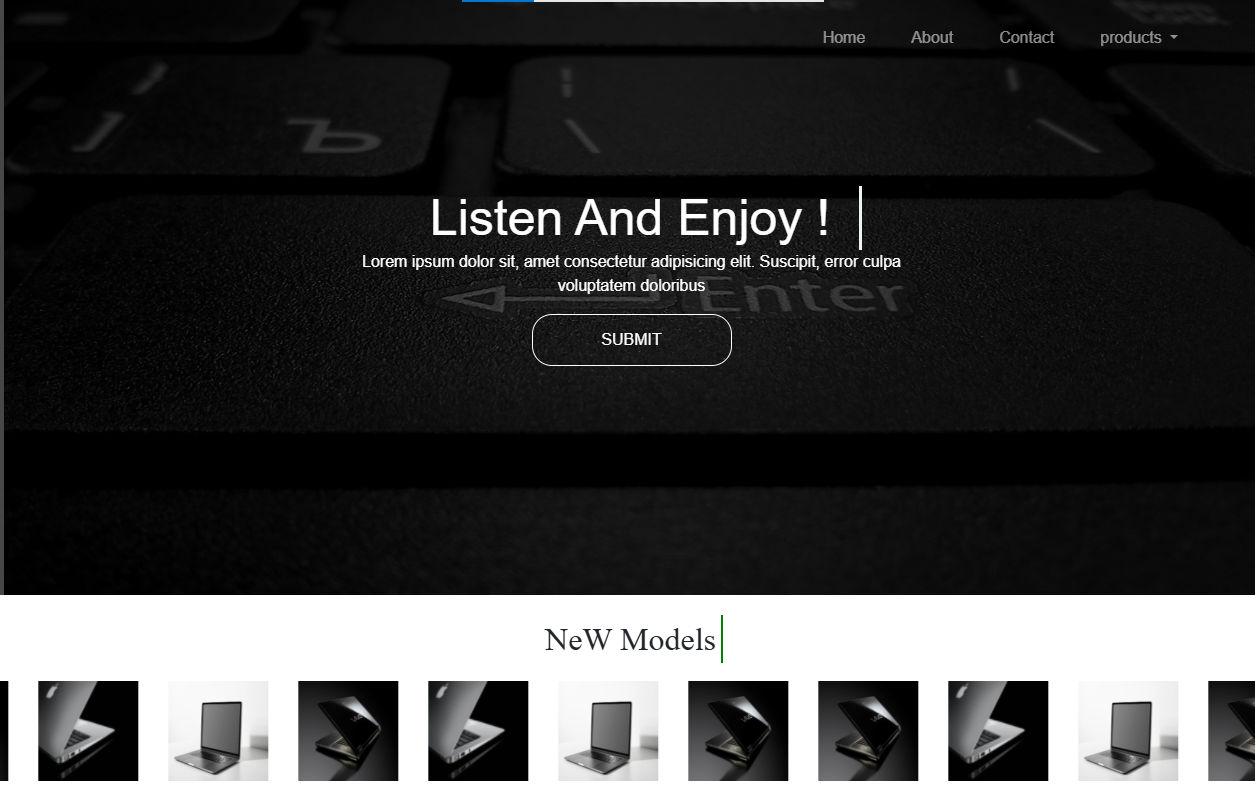 Home About Contact products
Ъ
Listen And Enjoy !
Lorem ipsum dolor sit, amet consectetur adipisicing elit. Suscipit, error culpa
voluptatem doloribus
Enter
SUBMIT
NeW Models